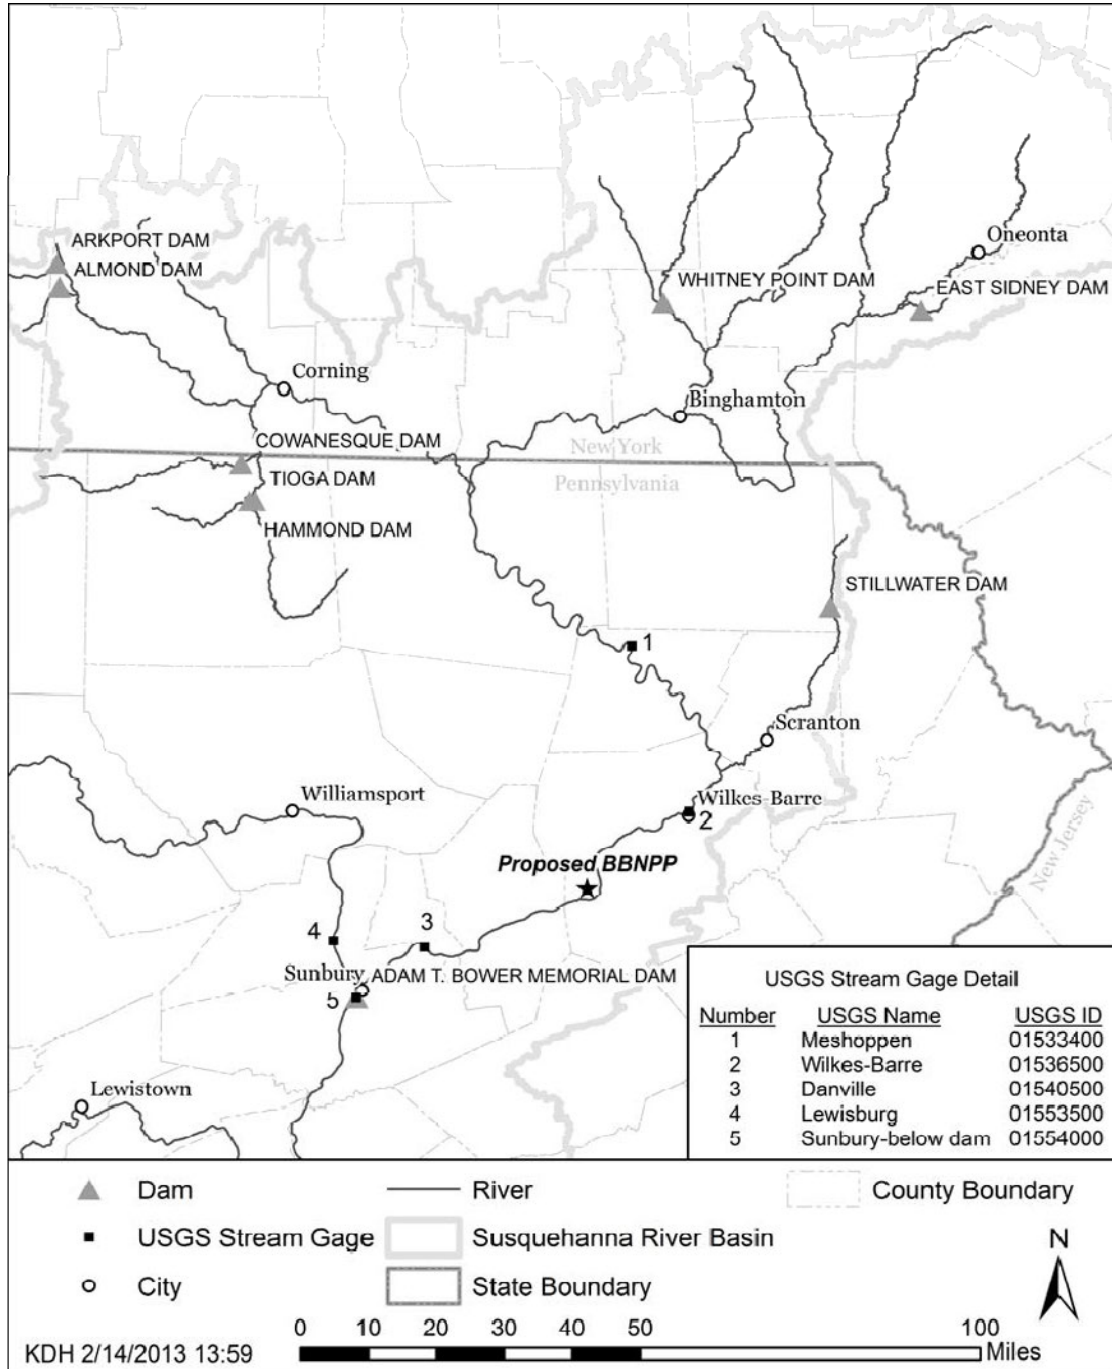 ARKPORT DAM
ALMOND DAM
Oneonta
WHITNEY POINT DAM
EAST SIDNEY DAM
Corning
Binghamton
COWANESQUE DAM
New York
Pennsylvania
TIOGA DAM
HAMMOND DAM
STILLWATER DAM
1
Scranton
Williamsport
Wilkes-Barre
2
Proposed BBNPP
New Jersey
3
4
Sunbury
ADAM T. BOWER MEMORIAL DAM
5
Lewistown
USGS Stream Gage Detail
Number USGS Name USGS ID
1 Meshoppen 01533400
2 Wilkes-Barre 01536500
3 Danville 01540500
4 Lewisburg 01553500
5 Sunbury-below dam 01554000
Dam River County Boundary
USGS Stream Gage Susquehanna River Basin
N
City State Boundary
0 10 20 30 40 50 100
Miles
KDH 2/14/2013 13:59